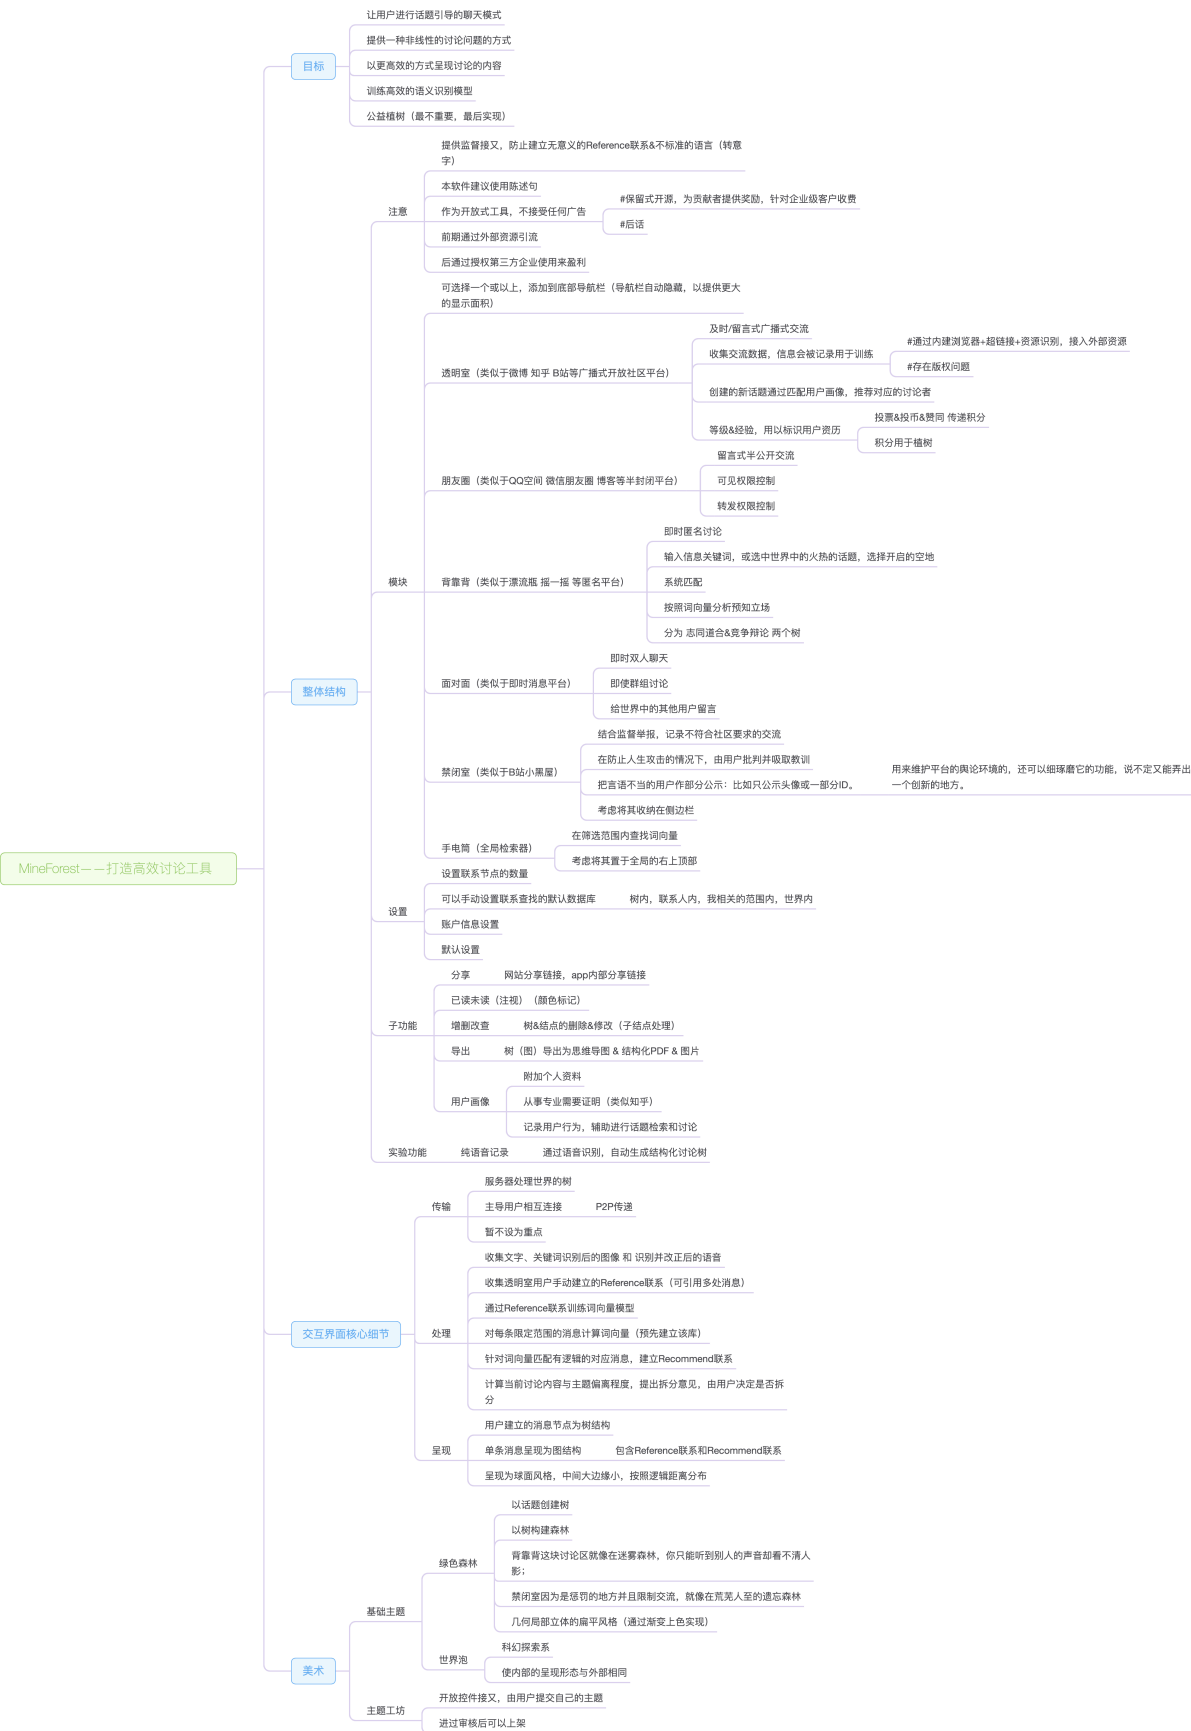 让用户进行话题引导的聊天模式
提供一种非线性的讨论问题的方式
目标
以更高效的方式呈现讨论的内容
训练高效的语义识别模型
公益植树（最不重要，最后实现）
提供监督接又，防止建立无意义的Reference联系&不标准的语言（转意
字）
本软件建议使用陈述句
注意
作为开放式工具，不接受任何广告
#保留式开源，为贡献者提供奖励，针对企业级客户收费
#后话
前期通过外部资源引流
后通过授权第三方企业使用来盈利
可选择一个或以上，添加到底部导航栏（导航栏自动隐藏，以提供更大
的显示面积）
透明室（类似于微博 知乎 B站等广播式开放社区平台）
及时/留言式广播式交流
收集交流数据，信息会被记录用于训练
#通过内建浏览器+超链接+资源识别，接入外部资源
#存在版权问题
创建的新话题通过匹配用户画像，推荐对应的讨论者
等级&经验，用以标识用户资历
投票&投币&赞同 传递积分
积分用于植树
朋友圈（类似于QQ空间 微信朋友圈 博客等半封闭平台）
留言式半公开交流
可见权限控制
转发权限控制
模块
背靠背（类似于漂流瓶 摇一摇 等匿名平台）
即时匿名讨论
输入信息关键词，或选中世界中的火热的话题，选择开启的空地
系统匹配
按照词向量分析预知立场
分为 志同道合&竞争辩论 两个树
整体结构
面对面（类似于即时消息平台）
即时双人聊天
即使群组讨论
给世界中的其他用户留言
禁闭室（类似于B站小黑屋）
结合监督举报，记录不符合社区要求的交流
在防止人生攻击的情况下，由用户批判并吸取教训
把言语不当的用户作部分公示：比如只公示头像或一部分ID。
用来维护平台的舆论环境的，还可以细琢磨它的功能，说不定又能弄出
一个创新的地方。
考虑将其收纳在侧边栏
手电筒（全局检索器）
在筛选范围内查找词向量
考虑将其置于全局的右上顶部
MineForest——打造高效讨论工具
设置
设置联系节点的数量
可以手动设置联系查找的默认数据库
树内，联系人内，我相关的范围内，世界内
账户信息设置
默认设置
子功能
分享
网站分享链接，app内部分享链接
已读未读（注视）（颜色标记）
增删改查
树&结点的删除&修改（子结点处理）
导出
树（图）导出为思维导图 & 结构化PDF & 图片
用户画像
附加个人资料
从事专业需要证明（类似知乎）
记录用户行为，辅助进行话题检索和讨论
实验功能
纯语音记录
通过语音识别，自动生成结构化讨论树
传输
服务器处理世界的树
主导用户相互连接
P2P传递
暂不设为重点
交互界面核心细节
处理
收集文字、关键词识别后的图像 和 识别并改正后的语音
收集透明室用户手动建立的Reference联系（可引用多处消息）
通过Reference联系训练词向量模型
对每条限定范围的消息计算词向量（预先建立该库）
针对词向量匹配有逻辑的对应消息，建立Recommend联系
计算当前讨论内容与主题偏离程度，提出拆分意见，由用户决定是否拆
分
呈现
用户建立的消息节点为树结构
单条消息呈现为图结构
包含Reference联系和Recommend联系
呈现为球面风格，中间大边缘小，按照逻辑距离分布
美术
基础主题
绿色森林
以话题创建树
以树构建森林
背靠背这块讨论区就像在迷雾森林，你只能听到别人的声音却看不清人
影；
禁闭室因为是惩罚的地方并且限制交流，就像在荒芜人至的遗忘森林
几何局部立体的扁平风格（通过渐变上色实现）
世界泡
科幻探索系
使内部的呈现形态与外部相同
主题工坊
开放控件接又，由用户提交自己的主题
进过审核后可以上架